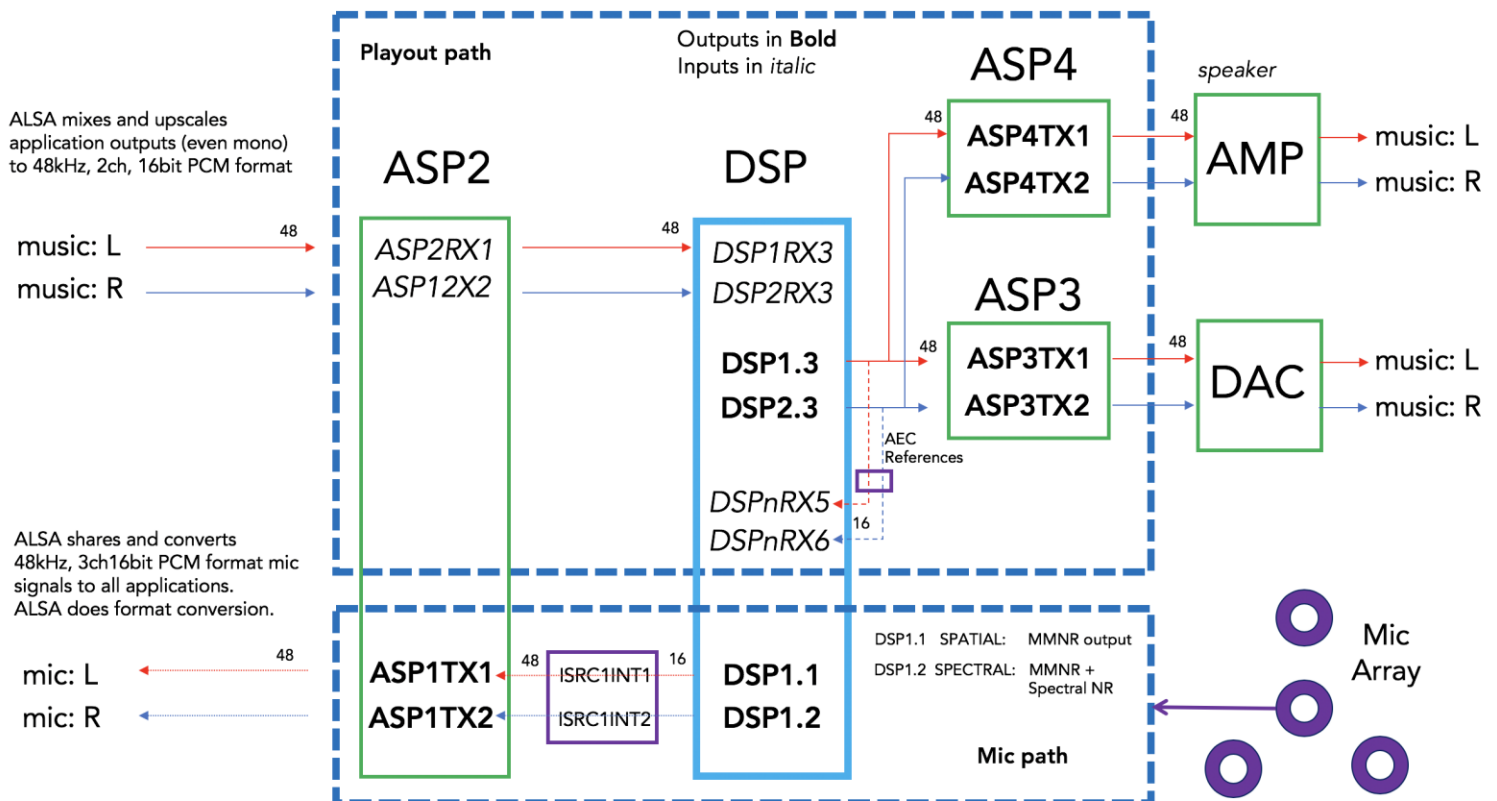 Playout path
Outputs in Bold
Inputs in italic
ALSA mixes and upscales
application outputs (even mono)
to 48kHz, 2ch, 16bit PCM format
ASP2
DSP
ASP4
speaker
48
ASP4TX1
ASP4TX2
48
AMP
music: L
music: R
music: L
48
music: R
ASP2RX1
ASP12X2
48
DSP1RX3
DSP2RX3
DSP1.3
DSP2.3
ASP3
48
ASP3TX1
ASP3TX2
48
DAC
music: L
music: R
AEC
References
DSPnRX5
16
DSPnRX6
ALSA shares and converts
48kHz, 3ch16bit PCM format mic
signals to all applications.
ALSA does format conversion.
mic: L
48
mic: R
ASP1TX1
ASP1TX2
48
ISRC1INT1
ISRC1INT2
16
DSP1.1
DSP1.2
DSP1.1 SPATIAL: MMNR output
DSP1.2 SPECTRAL: MMNR +
Spectral NR
Mic path
Mic
Array